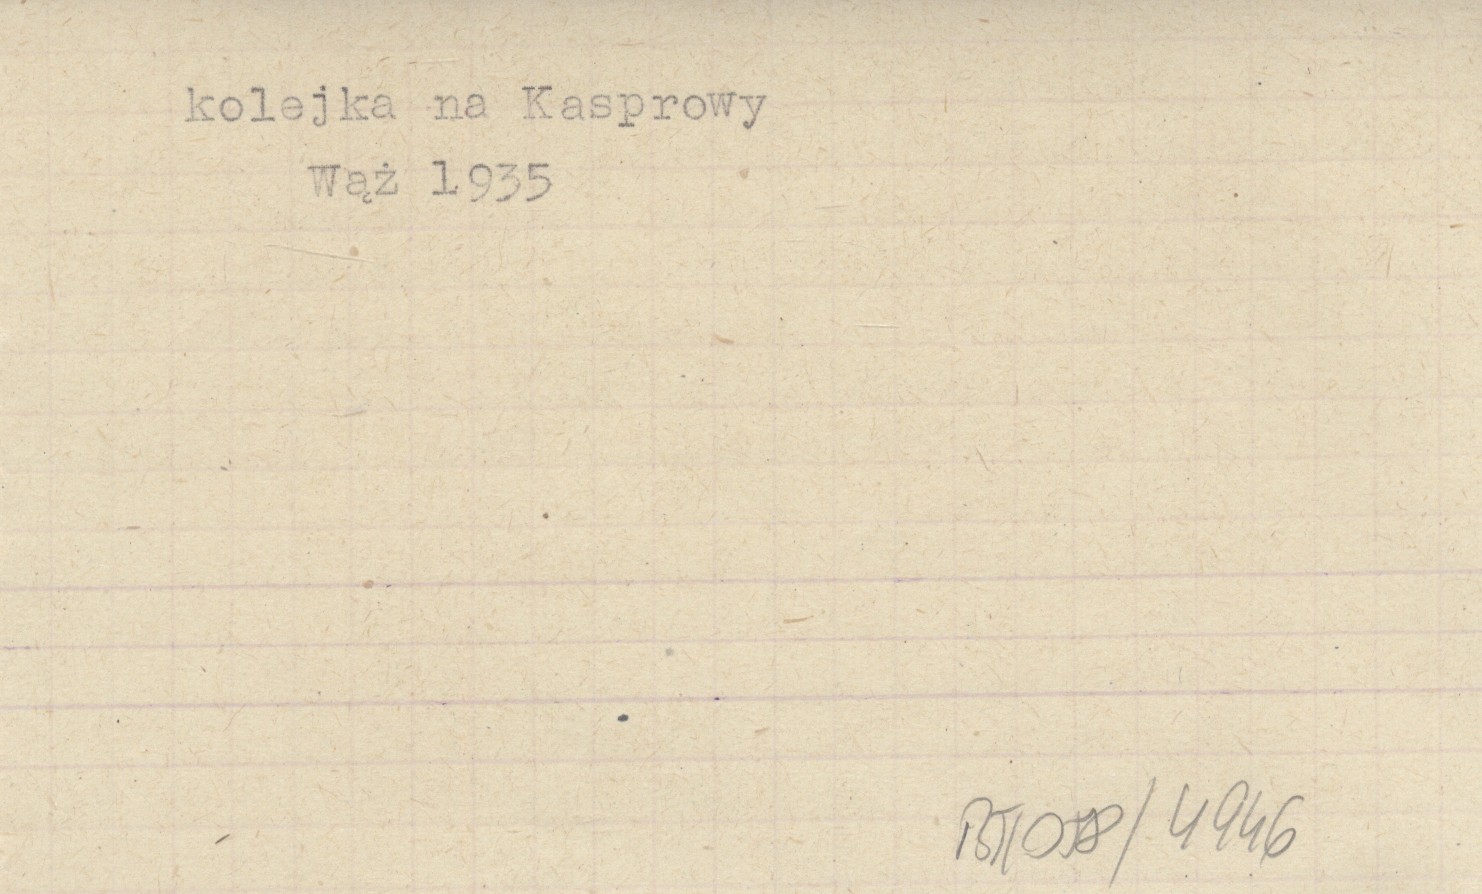 kolejka na Kasprowy
Wąż 1935
/4946